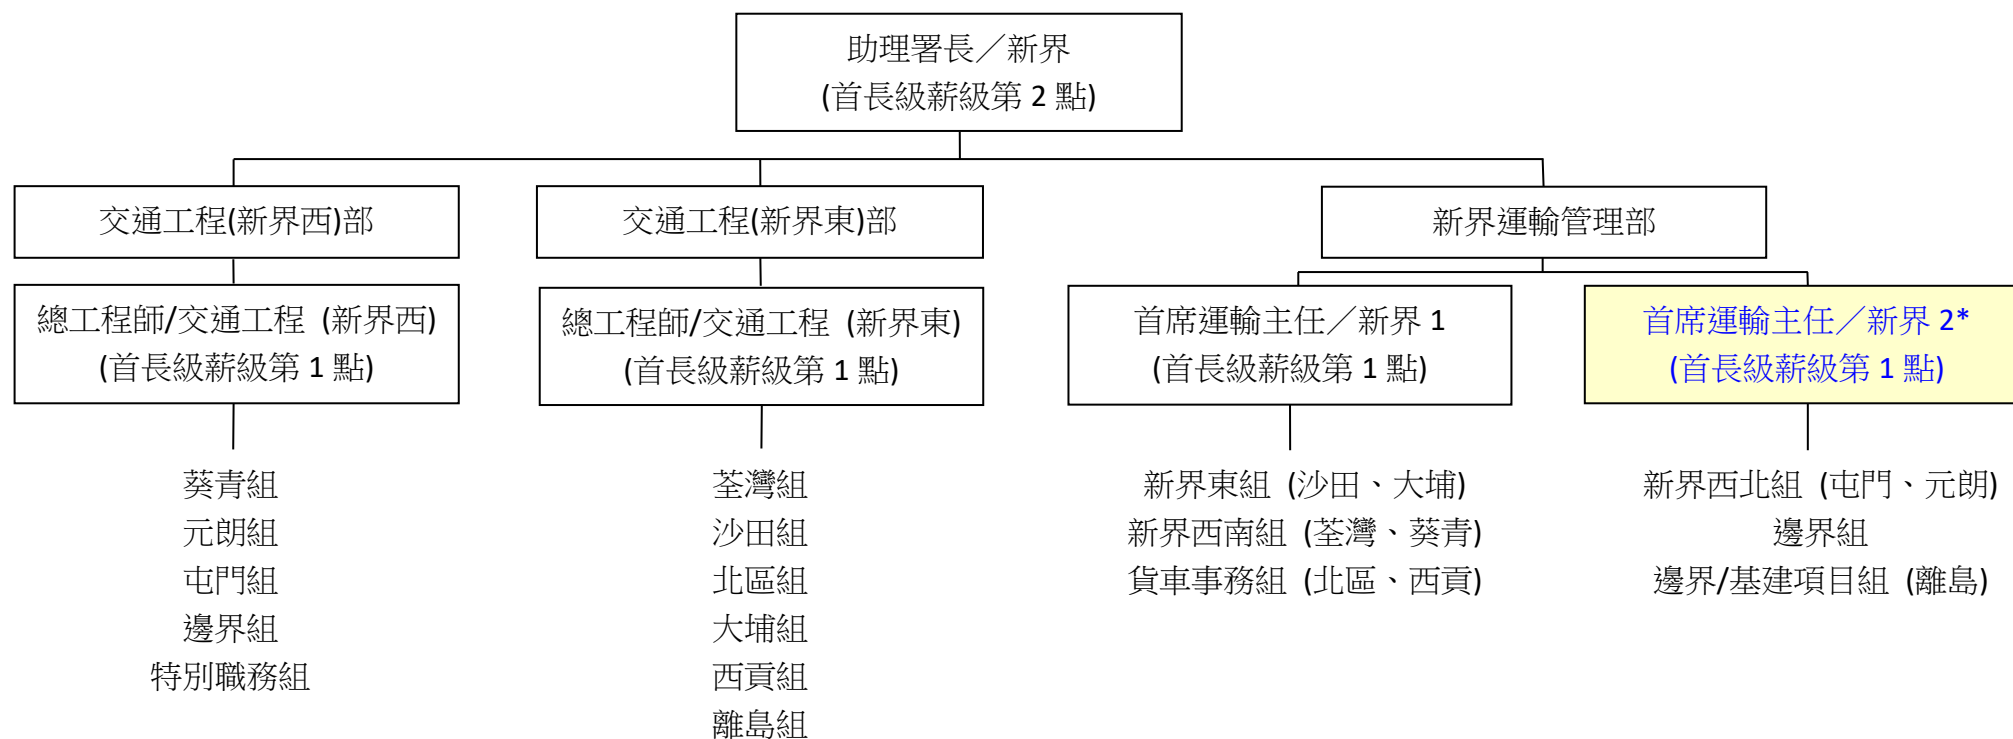 助理署長／新界
(首長級薪級第 2 點)
交通工程(新界西)部
交通工程(新界東)部
新界運輸管理部
總工程師/交通工程 (新界西)
(首長級薪級第 1 點)
總工程師/交通工程 (新界東)
(首長級薪級第 1 點)
首席運輸主任／新界 1
(首長級薪級第 1 點)
首席運輸主任／新界 2*
(首長級薪級第 1 點)
葵青組
元朗組
屯門組
邊界組
特別職務組
荃灣組
沙田組
北區組
大埔組
西貢組
離島組
新界東組 (沙田、大埔)
新界西南組 (荃灣、葵青)
貨車事務組 (北區、西貢)
新界西北組 (屯門、元朗)
邊界組
邊界/基建項目組 (離島)